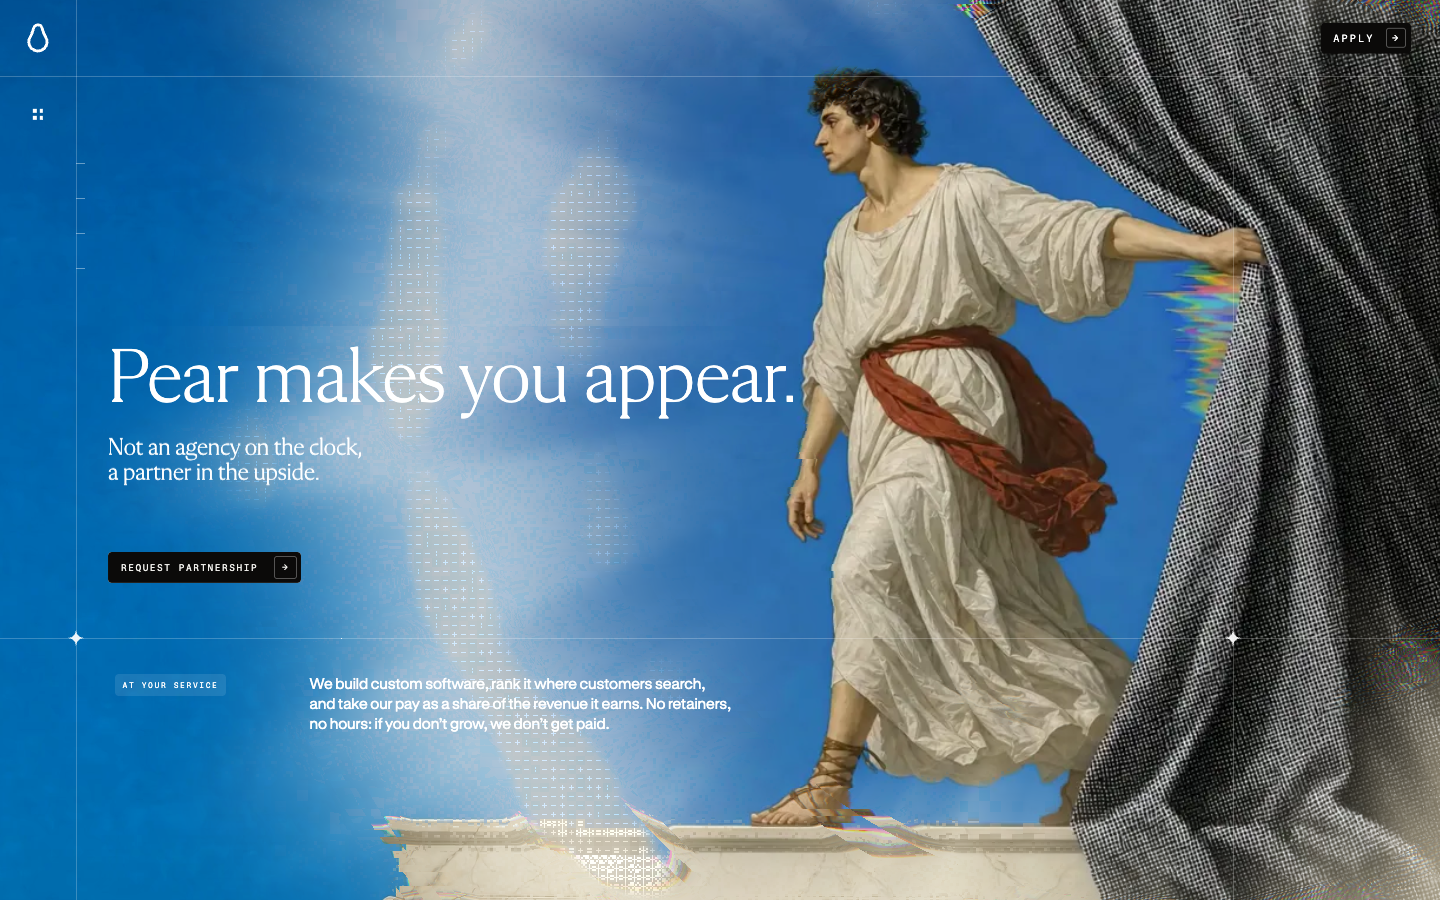 APPLY
Pear makes you appear.
Not an agency on the clock,
a partner in the upside.
REQUEST PARTNERSHIP
AT YOUR SERVICE
We build custom software, rank it where customers search,
and take our pay as a share of the revenue it earns. No retainers,
no hours: if you don’t grow, we don’t get paid.